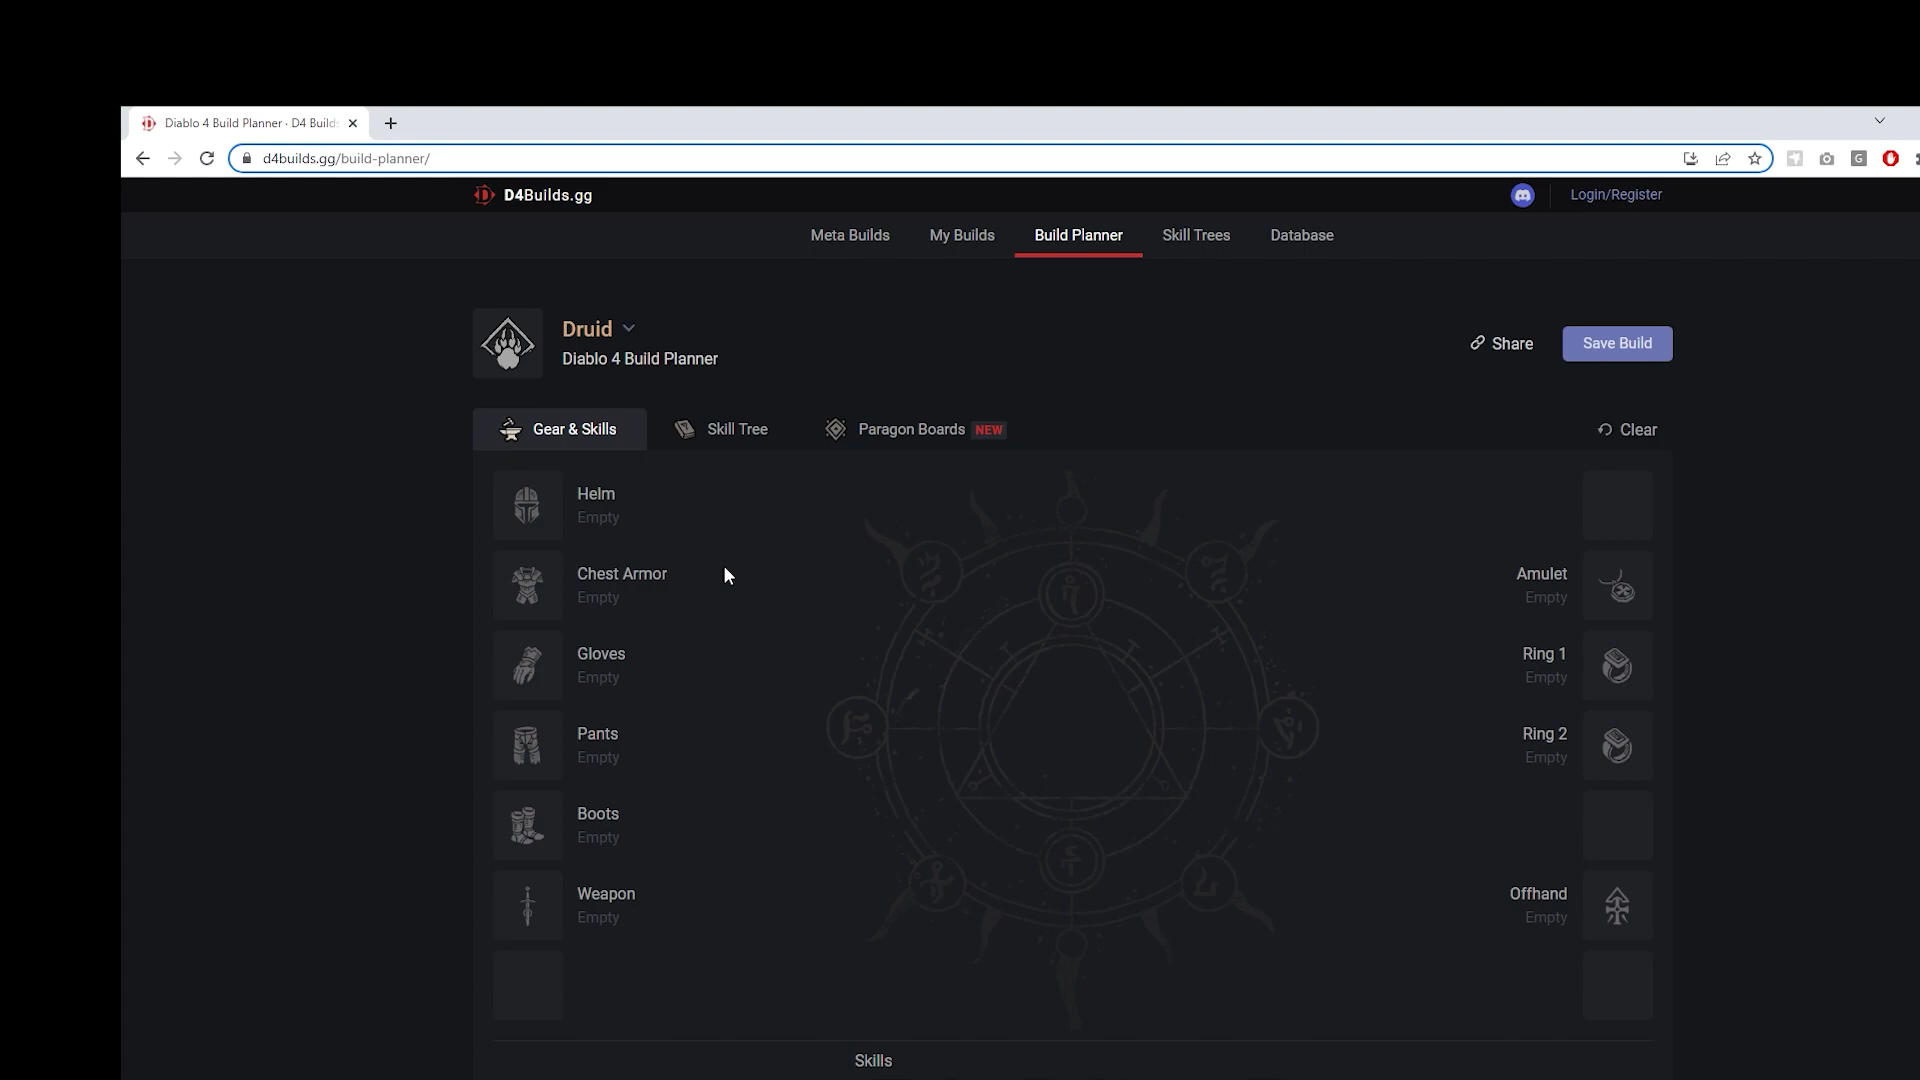 Diablo 4 Build Planner · D4 Builds
d4builds.gg/build-planner/
D4Builds.gg
Login/Register
Meta Builds
My Builds
Build Planner
Skill Trees
Database
Druid
Diablo 4 Build Planner
Share
Save Build
Gear & Skills
Skill Tree
Paragon Boards NEW
Clear
Helm
Empty
Chest Armor
Empty
Amulet
Empty
Gloves
Empty
Ring 1
Empty
Pants
Empty
Ring 2
Empty
Boots
Empty
Weapon
Empty
Offhand
Empty
Skills